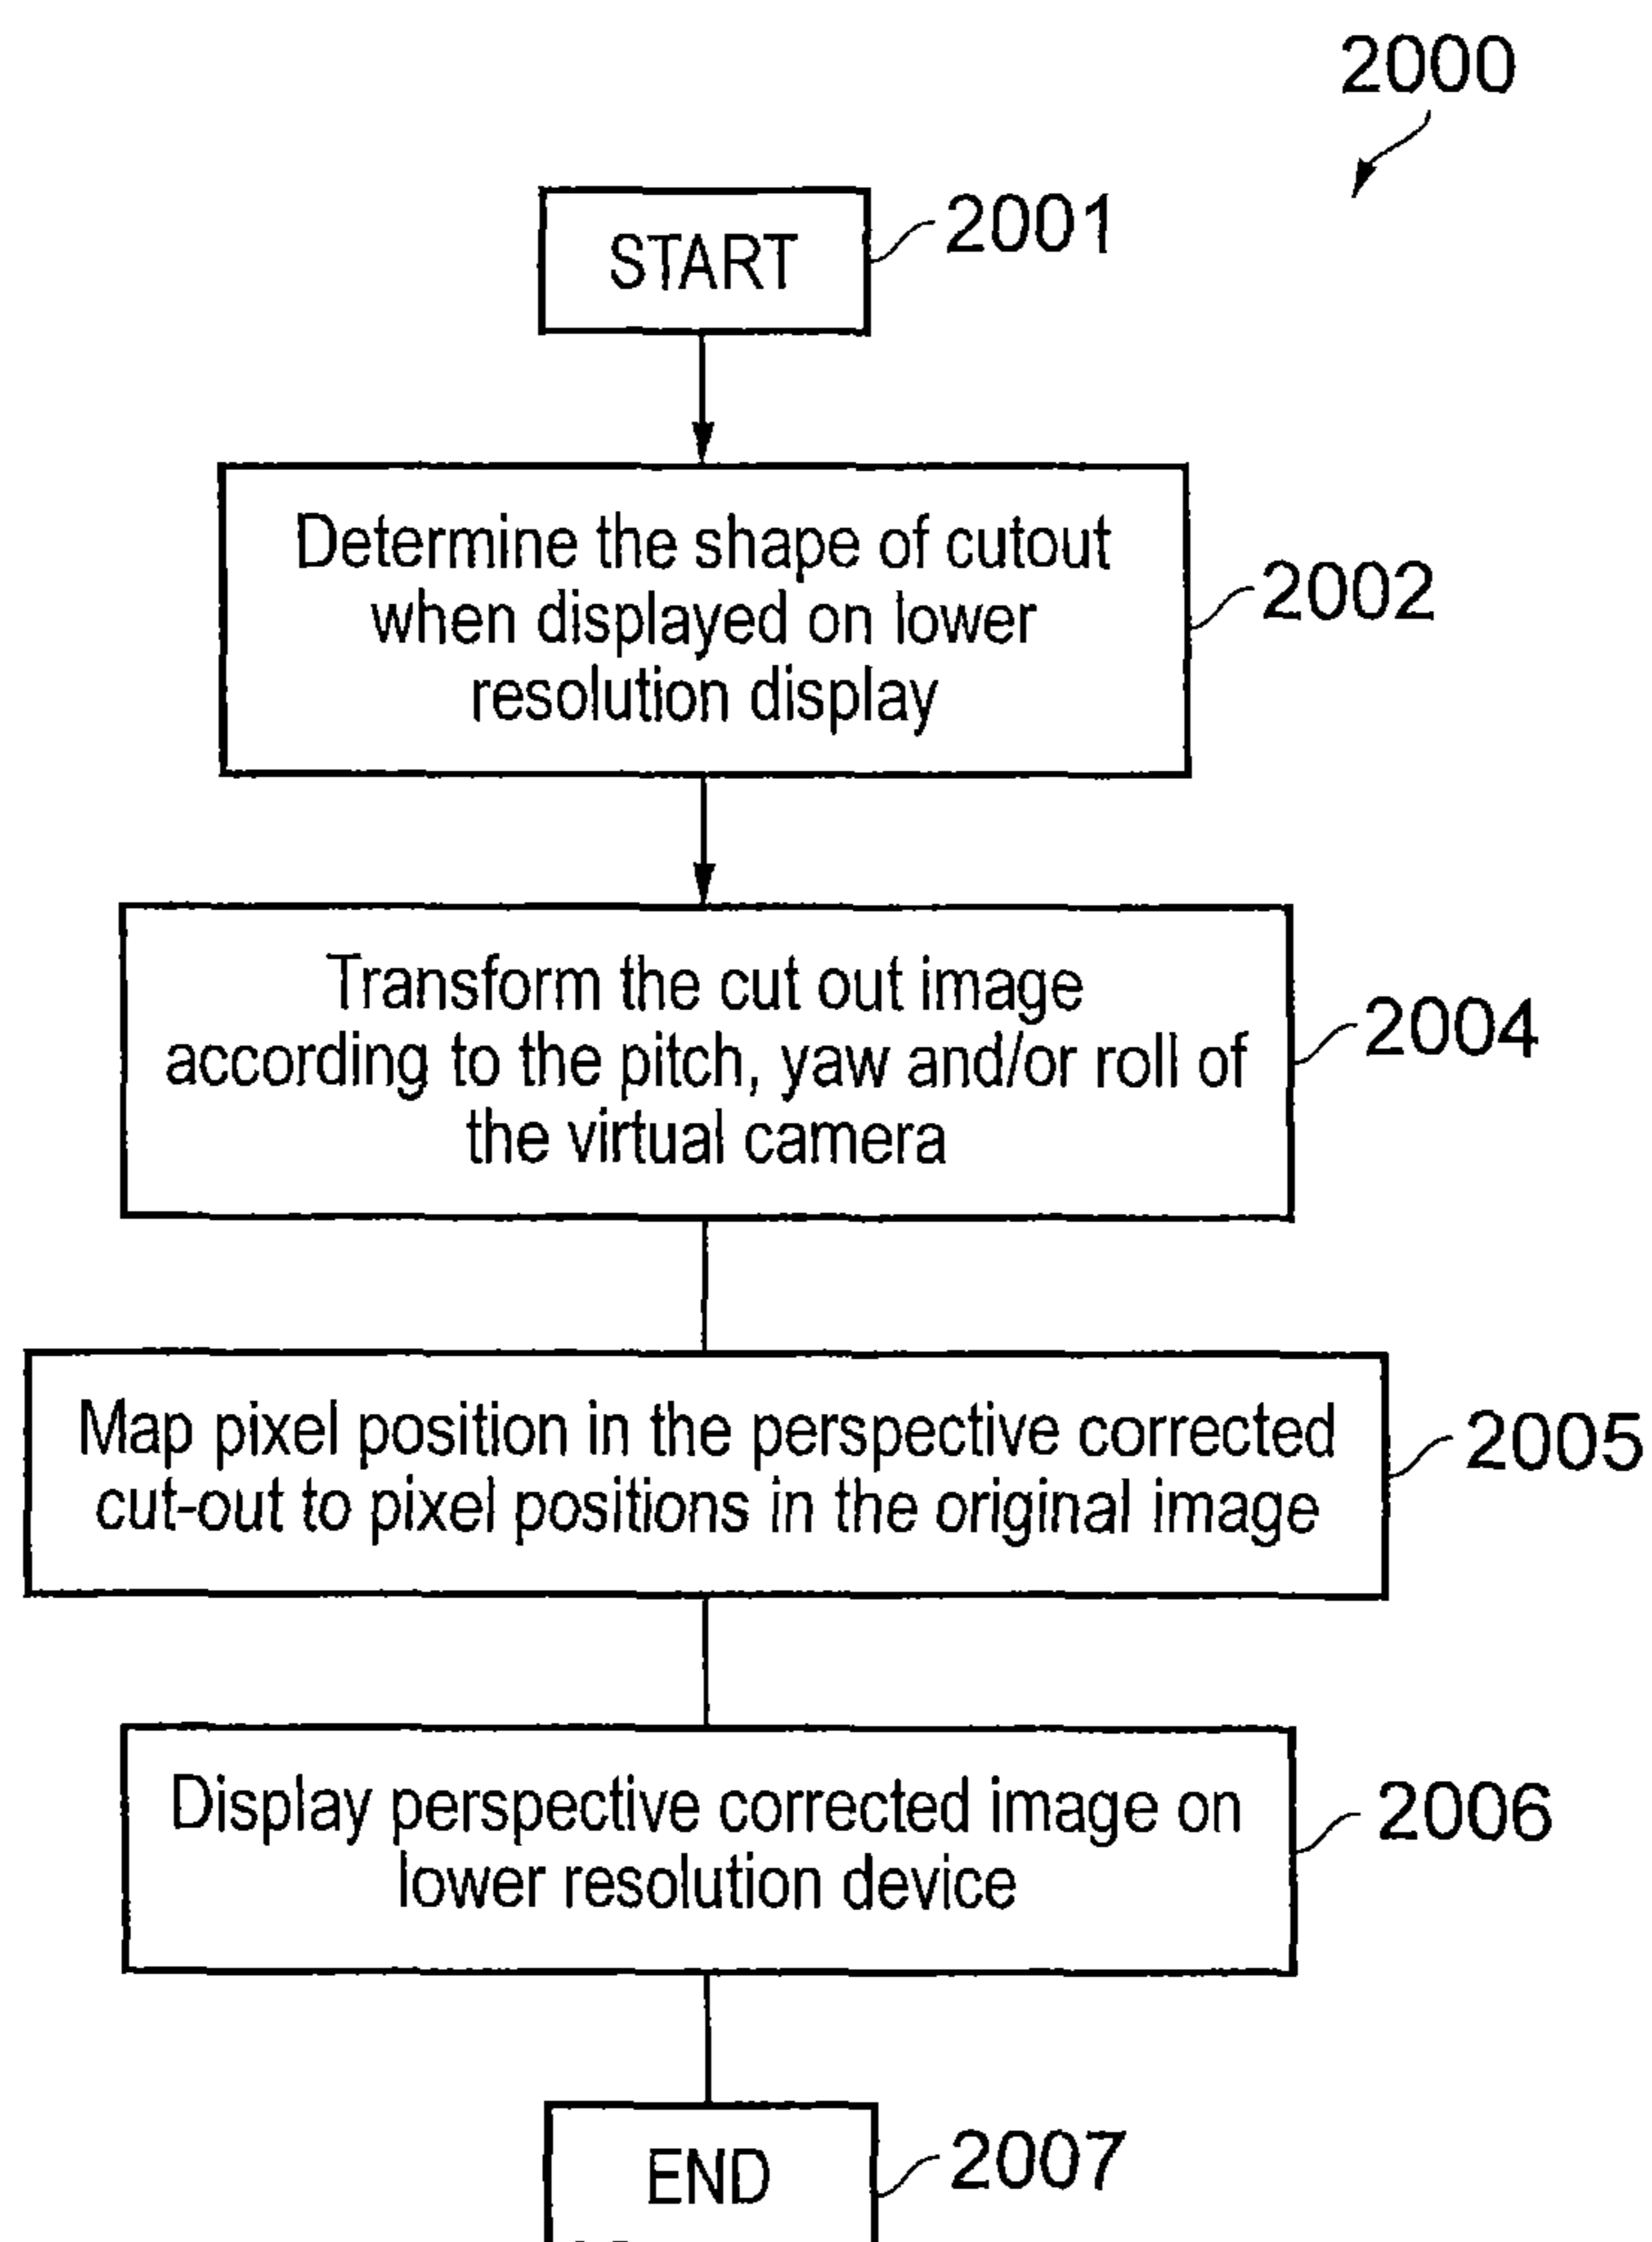 2000
START
2001
Determine the shape of cutout
when displayed on lower
resolution display
2002
Transform the cut out image
according to the pitch, yaw and/or roll of
the virtual camera
2004
Map pixel position in the perspective corrected
cut-out to pixel positions in the original image
2005
Display perspective corrected image on
lower resolution device
2006
END
2007